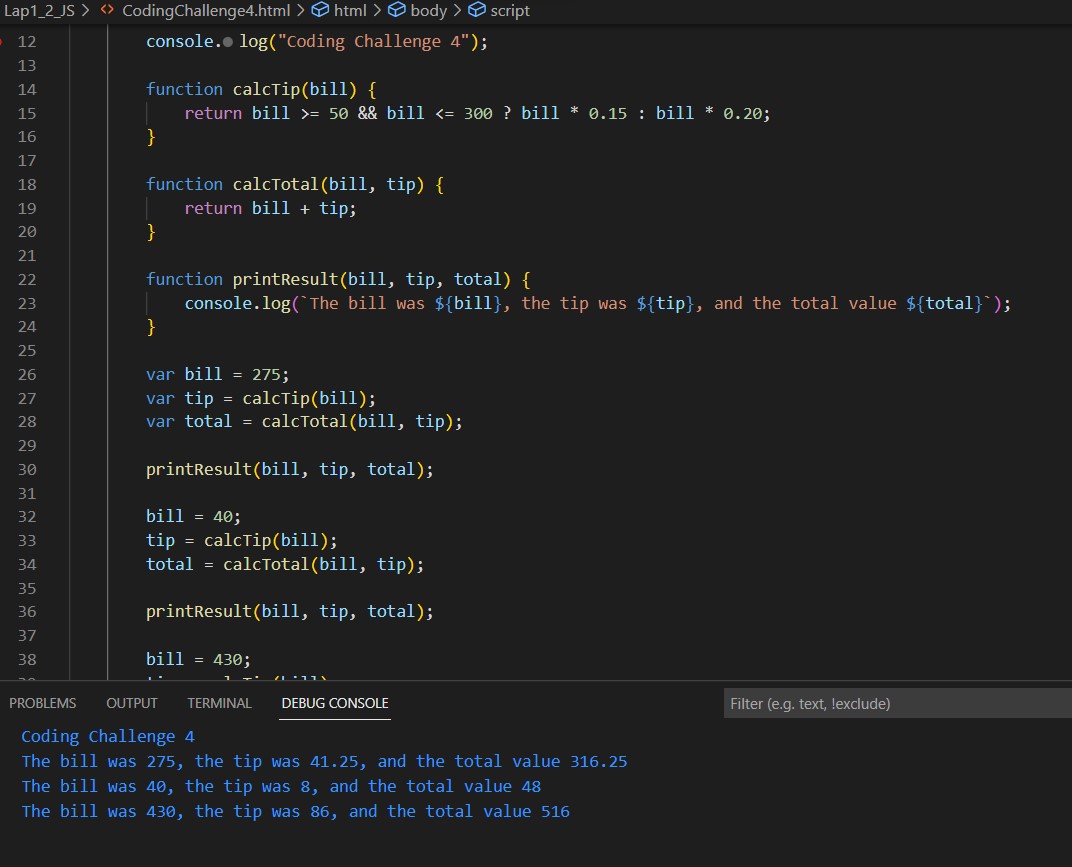 Lap1_2_JS > <> CodingChallenge4.html > html > body > script
12 console. log("Coding Challenge 4");
13
14 function calcTip(bill) {
15 return bill >= 50 && bill <= 300 ? bill * 0.15 : bill * 0.20;
16 }
17
18 function calcTotal(bill, tip) {
19 return bill + tip;
20 }
21
22 function printResult(bill, tip, total) {
23 console.log(`The bill was ${bill}, the tip was ${tip}, and the total value ${total}`);
24 }
25
26 var bill = 275;
27 var tip = calcTip(bill);
28 var total = calcTotal(bill, tip);
29
30 printResult(bill, tip, total);
31
32 bill = 40;
33 tip = calcTip(bill);
34 total = calcTotal(bill, tip);
35
36 printResult(bill, tip, total);
37
38 bill = 430;
PROBLEMS OUTPUT TERMINAL DEBUG CONSOLE Filter (e.g. text, !exclude)
Coding Challenge 4
The bill was 275, the tip was 41.25, and the total value 316.25
The bill was 40, the tip was 8, and the total value 48
The bill was 430, the tip was 86, and the total value 516